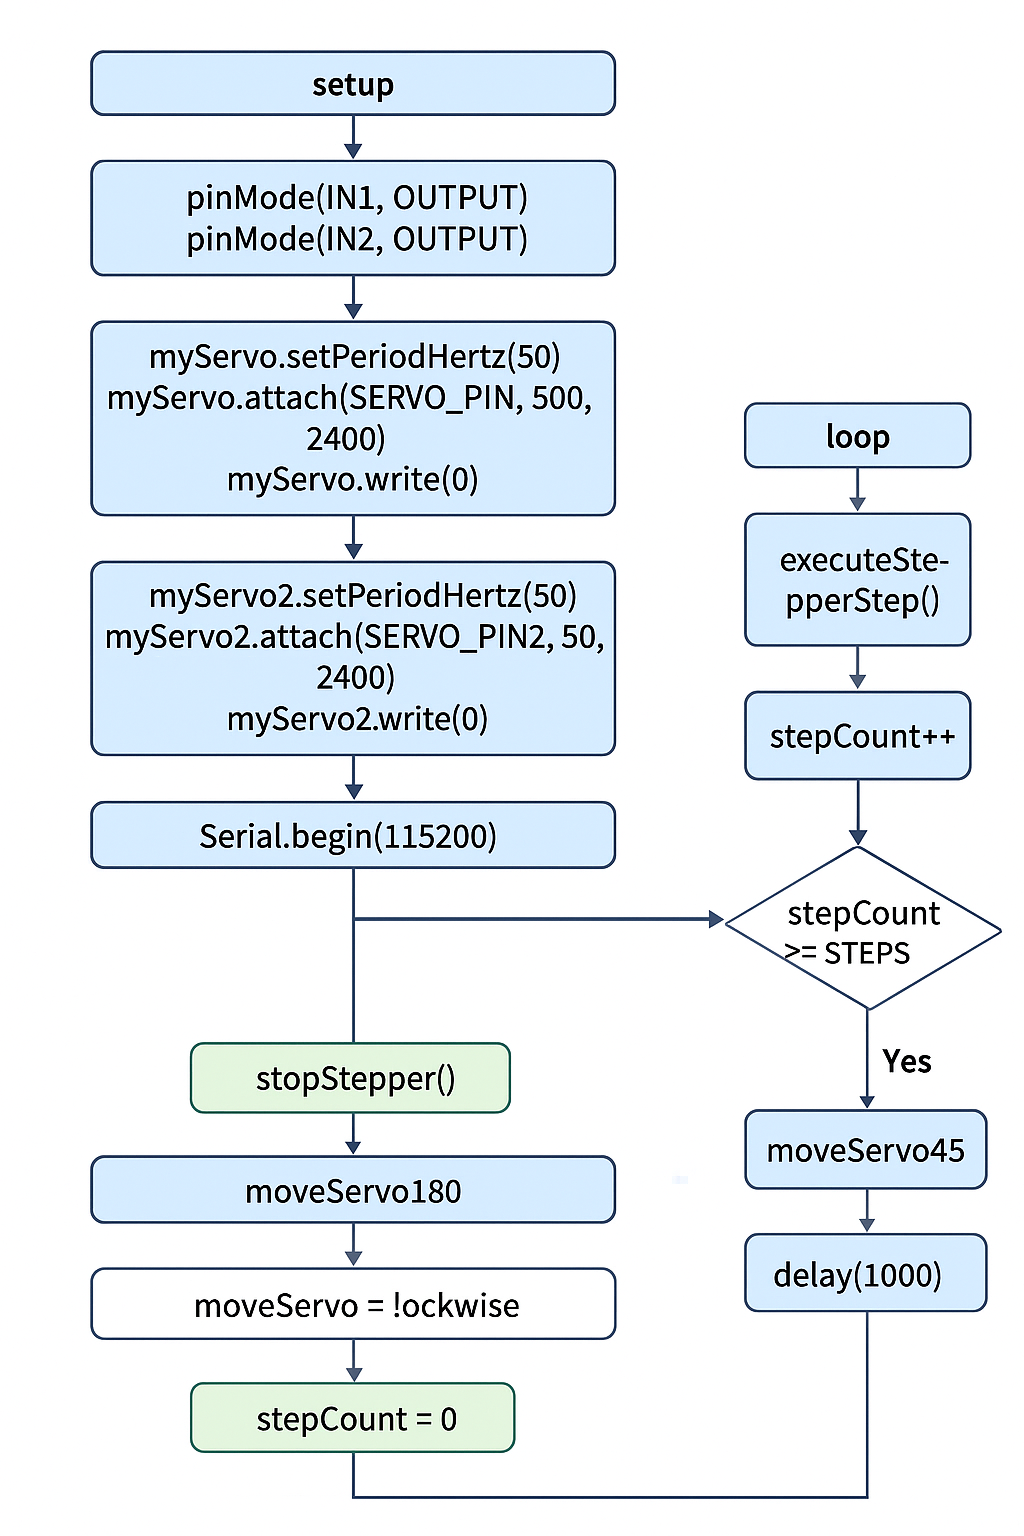 setup
pinMode(IN1, OUTPUT)
pinMode(IN2, OUTPUT)
myServo.setPeriodHertz(50)
myServo.attach(SERVO_PIN, 500,
2400)
myServo.write(0)
myServo2.setPeriodHertz(50)
myServo2.attach(SERVO_PIN2, 50,
2400)
myServo2.write(0)
Serial.begin(115200)
stopStepper()
moveServo180
moveServo = !ockwise
stepCount = 0
loop
executeSte-
pperStep()
stepCount++
stepCount
>= STEPS
Yes
moveServo45
delay(1000)